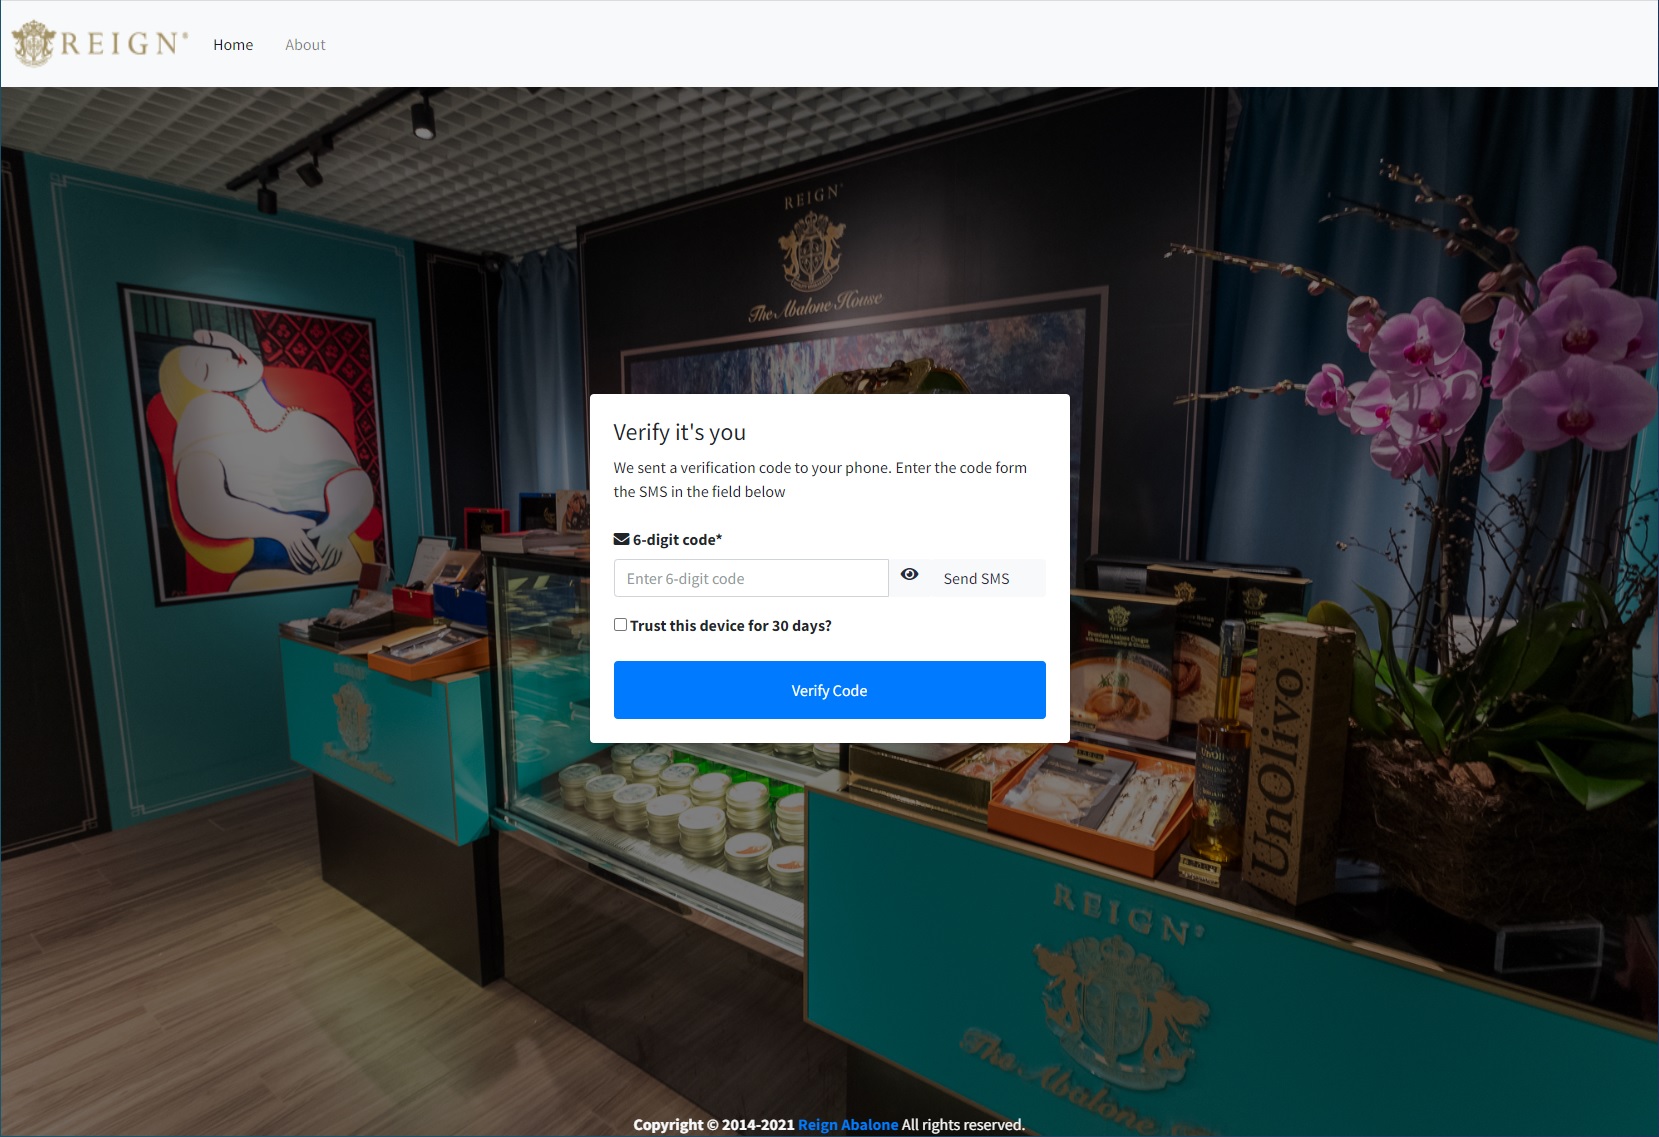 REIGN®
Home
About
REIGN®
The Abalone House
Verify it's you
We sent a verification code to your phone. Enter the code form
the SMS in the field below
6-digit code*
Enter 6-digit code
Send SMS
Trust this device for 30 days?
Verify Code
UnOlivo
UnOlivo
REIGN®
The Abalone
Copyright © 2014-2021 Reign Abalone All rights reserved.